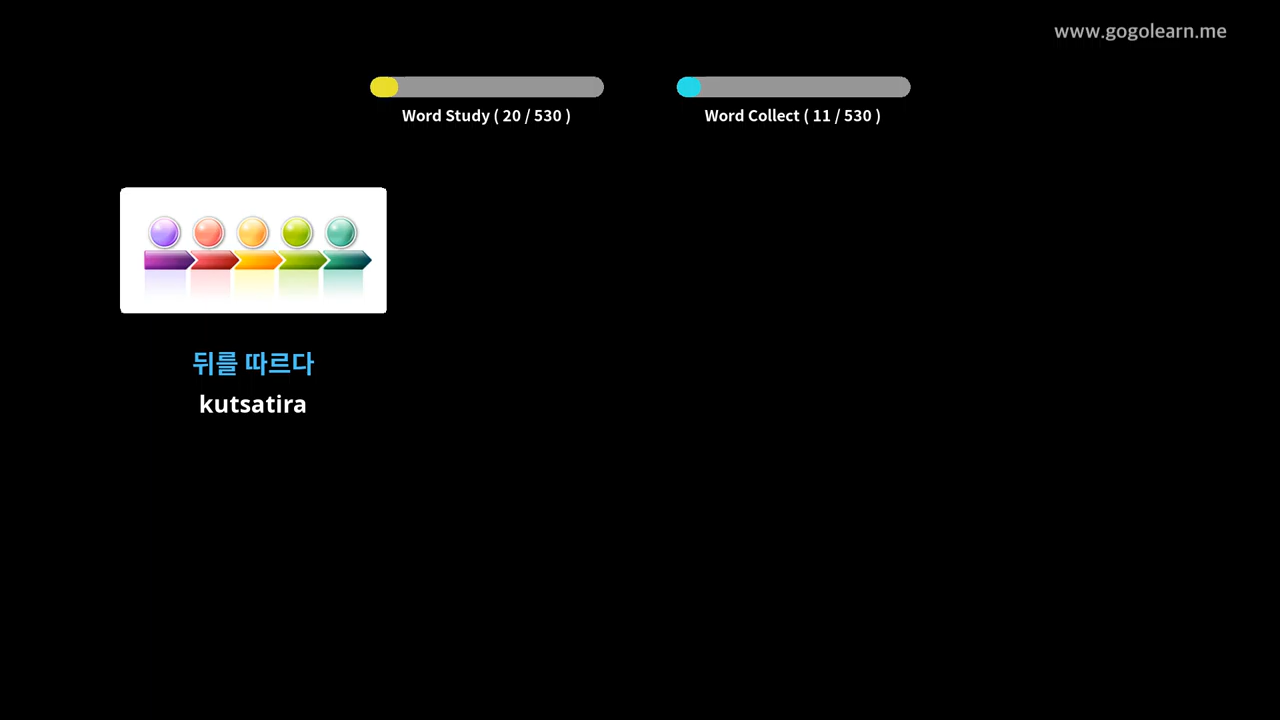 www.gogolearn.me
Word Study ( 20 / 530 )
Word Collect ( 11 / 530 )
뒤를 따르다
kutsatira